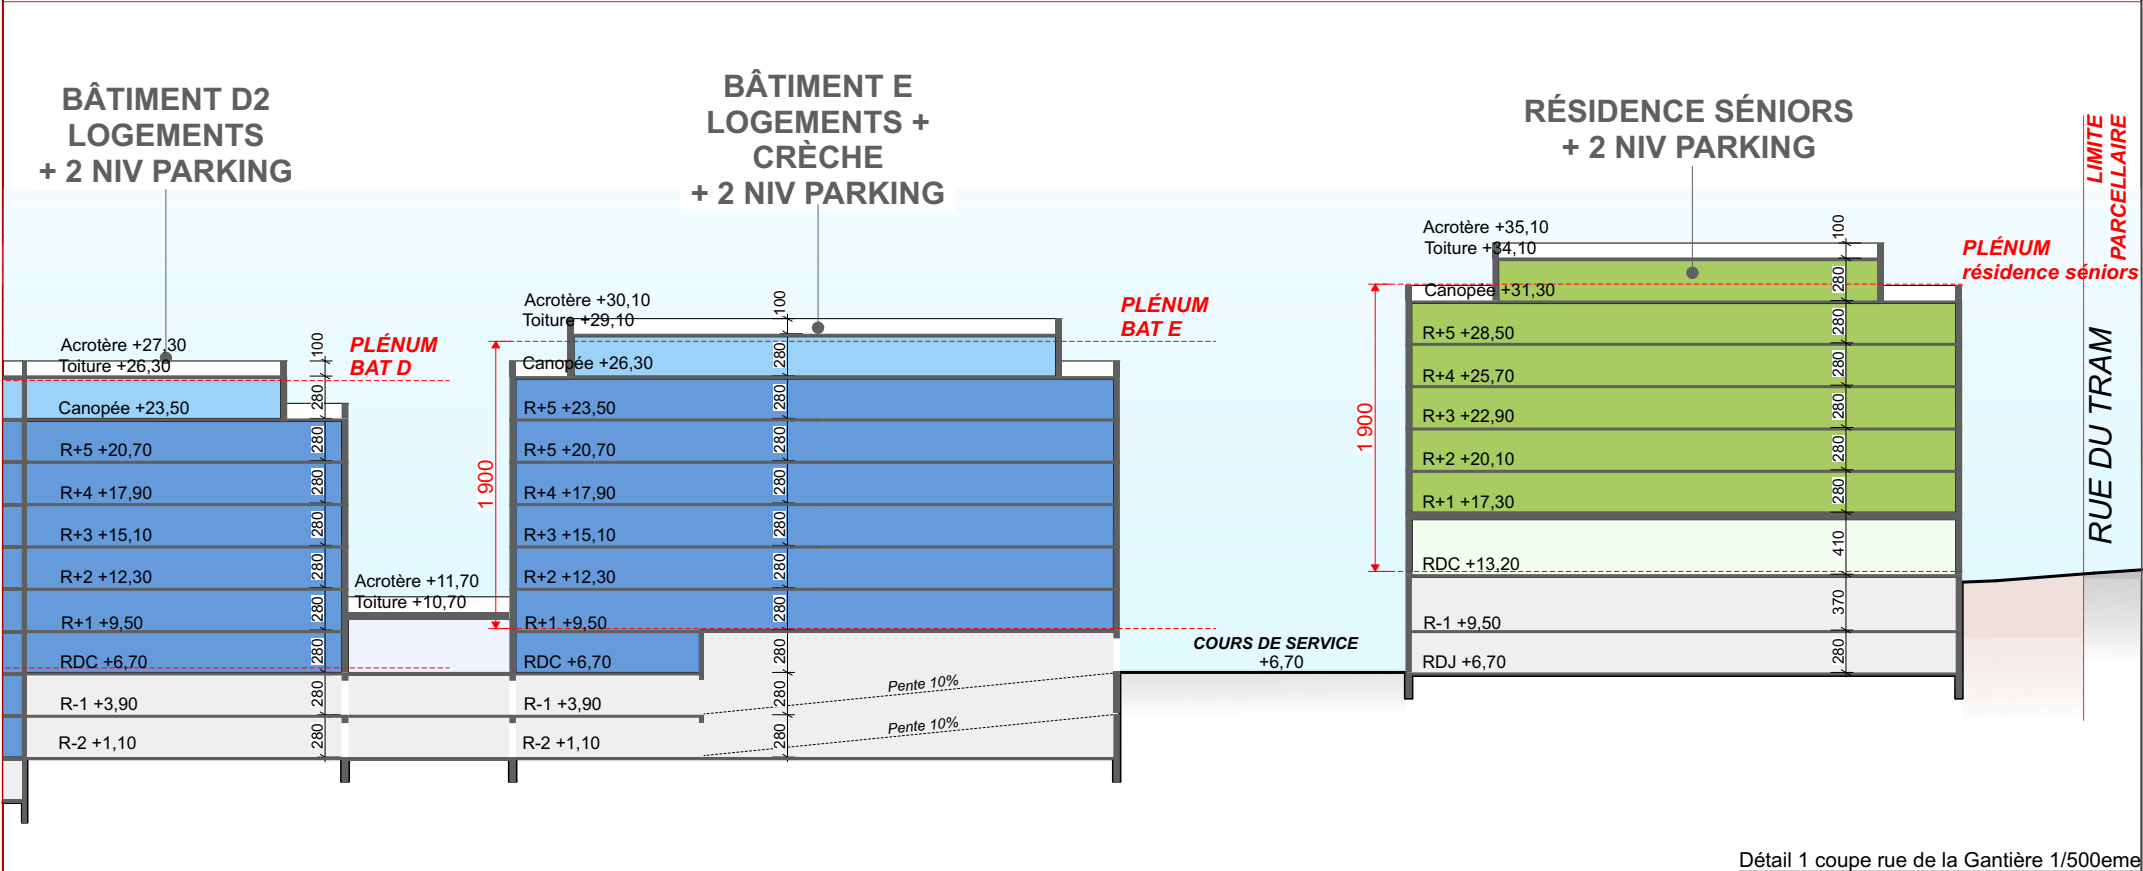 BÂTIMENT D2
LOGEMENTS
+ 2 NIV PARKING
BÂTIMENT E
LOGEMENTS +
CRÈCHE
+ 2 NIV PARKING
RÉSIDENCE SÉNIORS
+ 2 NIV PARKING
LIMITE
PARCELLAIRE
RUE DU TRAM
Acrotère +27,30
Toiture +26,30
Canopée +23,50
R+5 +20,70
R+4 +17,90
R+3 +15,10
R+2 +12,30
R+1 +9,50
RDC +6,70
R-1 +3,90
R-2 +1,10
100
280
280
280
280
280
280
280
280
280
PLÉNUM
BAT D
Acrotère +11,70
Toiture +10,70
1 900
Acrotère +30,10
Toiture +29,10
Canopée +26,30
R+5 +23,50
R+5 +20,70
R+4 +17,90
R+3 +15,10
R+2 +12,30
R+1 +9,50
RDC +6,70
R-1 +3,90
R-2 +1,10
100
280
280
280
280
280
280
280
280
280
280
Pente 10%
Pente 10%
PLÉNUM
BAT E
COURS DE SERVICE
+6,70
1 900
Acrotère +35,10
Toiture +34,10
Canopée +31,30
R+5 +28,50
R+4 +25,70
R+3 +22,90
R+2 +20,10
R+1 +17,30
RDC +13,20
R-1 +9,50
RDJ +6,70
100
280
280
280
280
280
280
410
370
280
PLÉNUM
résidence séniors
Détail 1 coupe rue de la Gantière 1/500eme